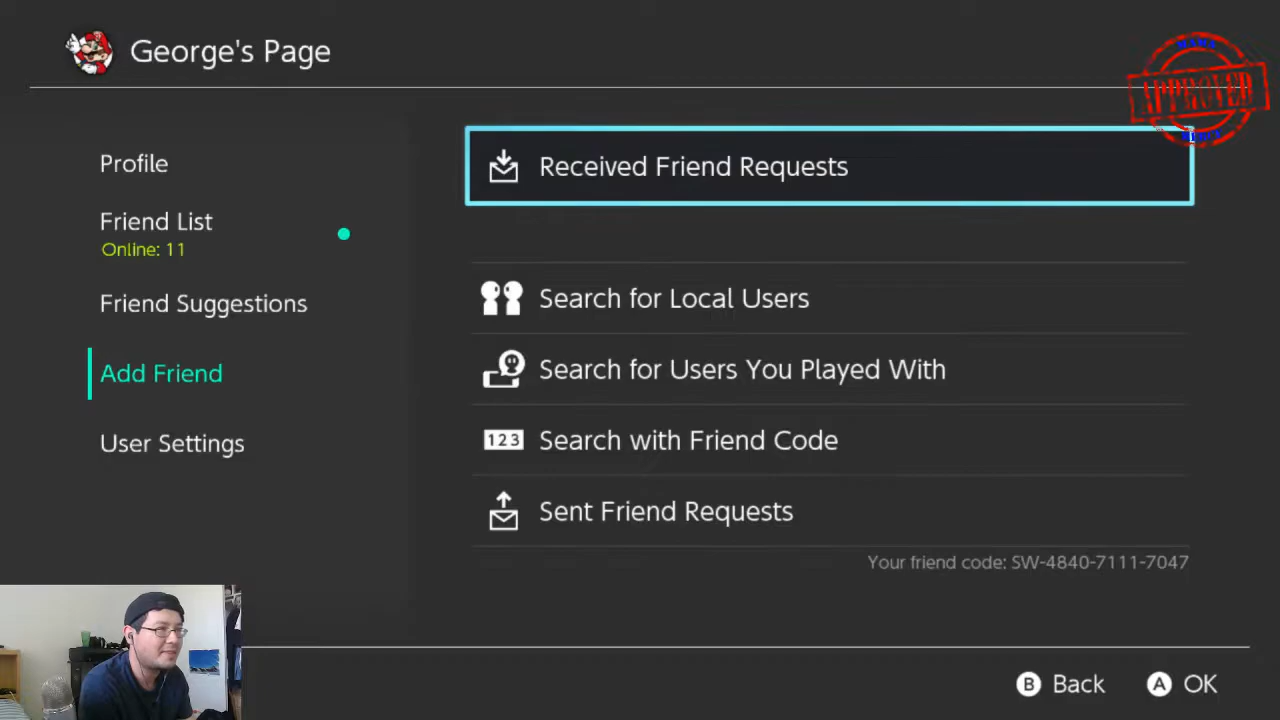 George's Page
APPROVED
Profile
Friend List
Online: 11
Friend Suggestions
Add Friend
User Settings
Received Friend Requests
Search for Local Users
Search for Users You Played With
123
Search with Friend Code
Sent Friend Requests
Your friend code: SW-4840-7111-7047
B Back
A OK